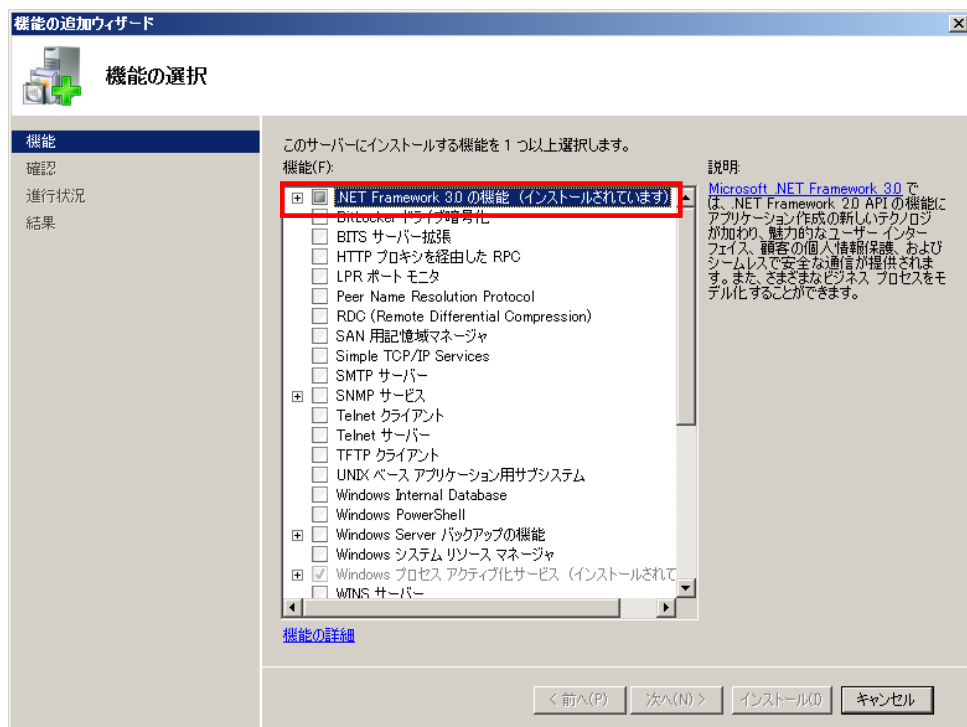 機能の追加ウィザード
機能の選択
機能
確認
進行状況
結果
このサーバーにインストールする機能を 1 つ以上選択します。
機能(F):
.NET Framework 3.0 の機能 (インストールされています)
BitLocker ドライブ暗号化
BITS サーバー拡張
HTTP プロキシを経由した RPC
LPR ポート モニタ
Peer Name Resolution Protocol
RDC (Remote Differential Compression)
SAN 用記憶域マネージャ
Simple TCP/IP Services
SMTP サーバー
SNMP サービス
Telnet クライアント
Telnet サーバー
TFTP クライアント
UNIX ベース アプリケーション用サブシステム
Windows Internal Database
Windows PowerShell
Windows Server バックアップの機能
Windows システム リソース マネージャ
Windows プロセス アクティブ化サービス (インストールされて
WINS サーバー
機能の詳細
説明:
Microsoft .NET Framework 3.0 で
は、.NET Framework 2.0 API の機能に
アプリケーション作成の新しいテクノロジ
が加わり、魅力的なユーザー インター
フェイス、顧客の個人情報保護、および
シームレスで安全な通信が提供されま
す。また、さまざまなビジネス プロセスをモ
デル化することができます。
< 前へ(P)
次へ(N) >
インストール(I)
キャンセル